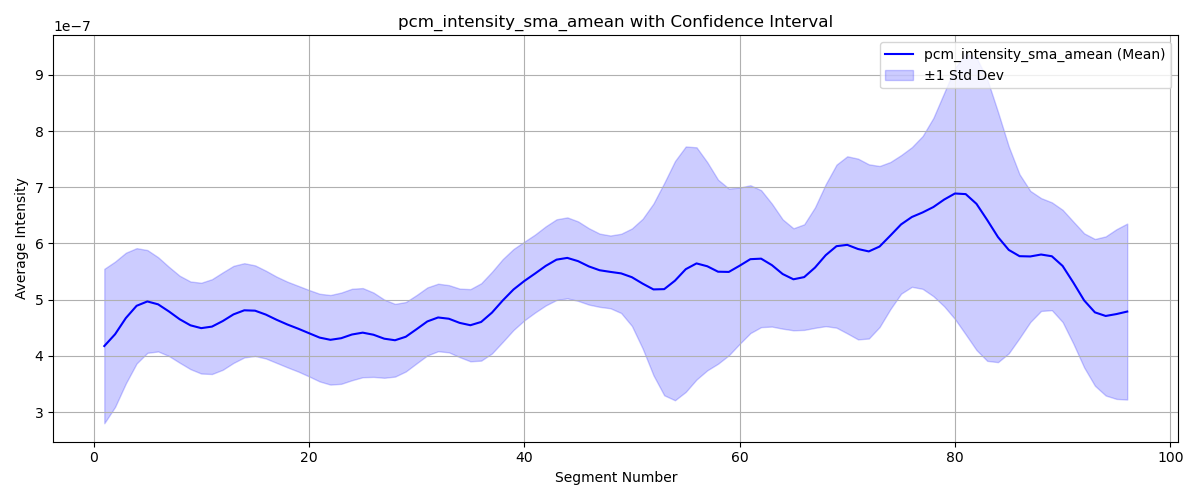 pcm_intensity_sma_amean with Confidence Interval
1e−7
pcm_intensity_sma_amean (Mean)
±1 Std Dev
Average Intensity
9
8
7
6
5
4
3
0 20 40 60 80 100
Segment Number